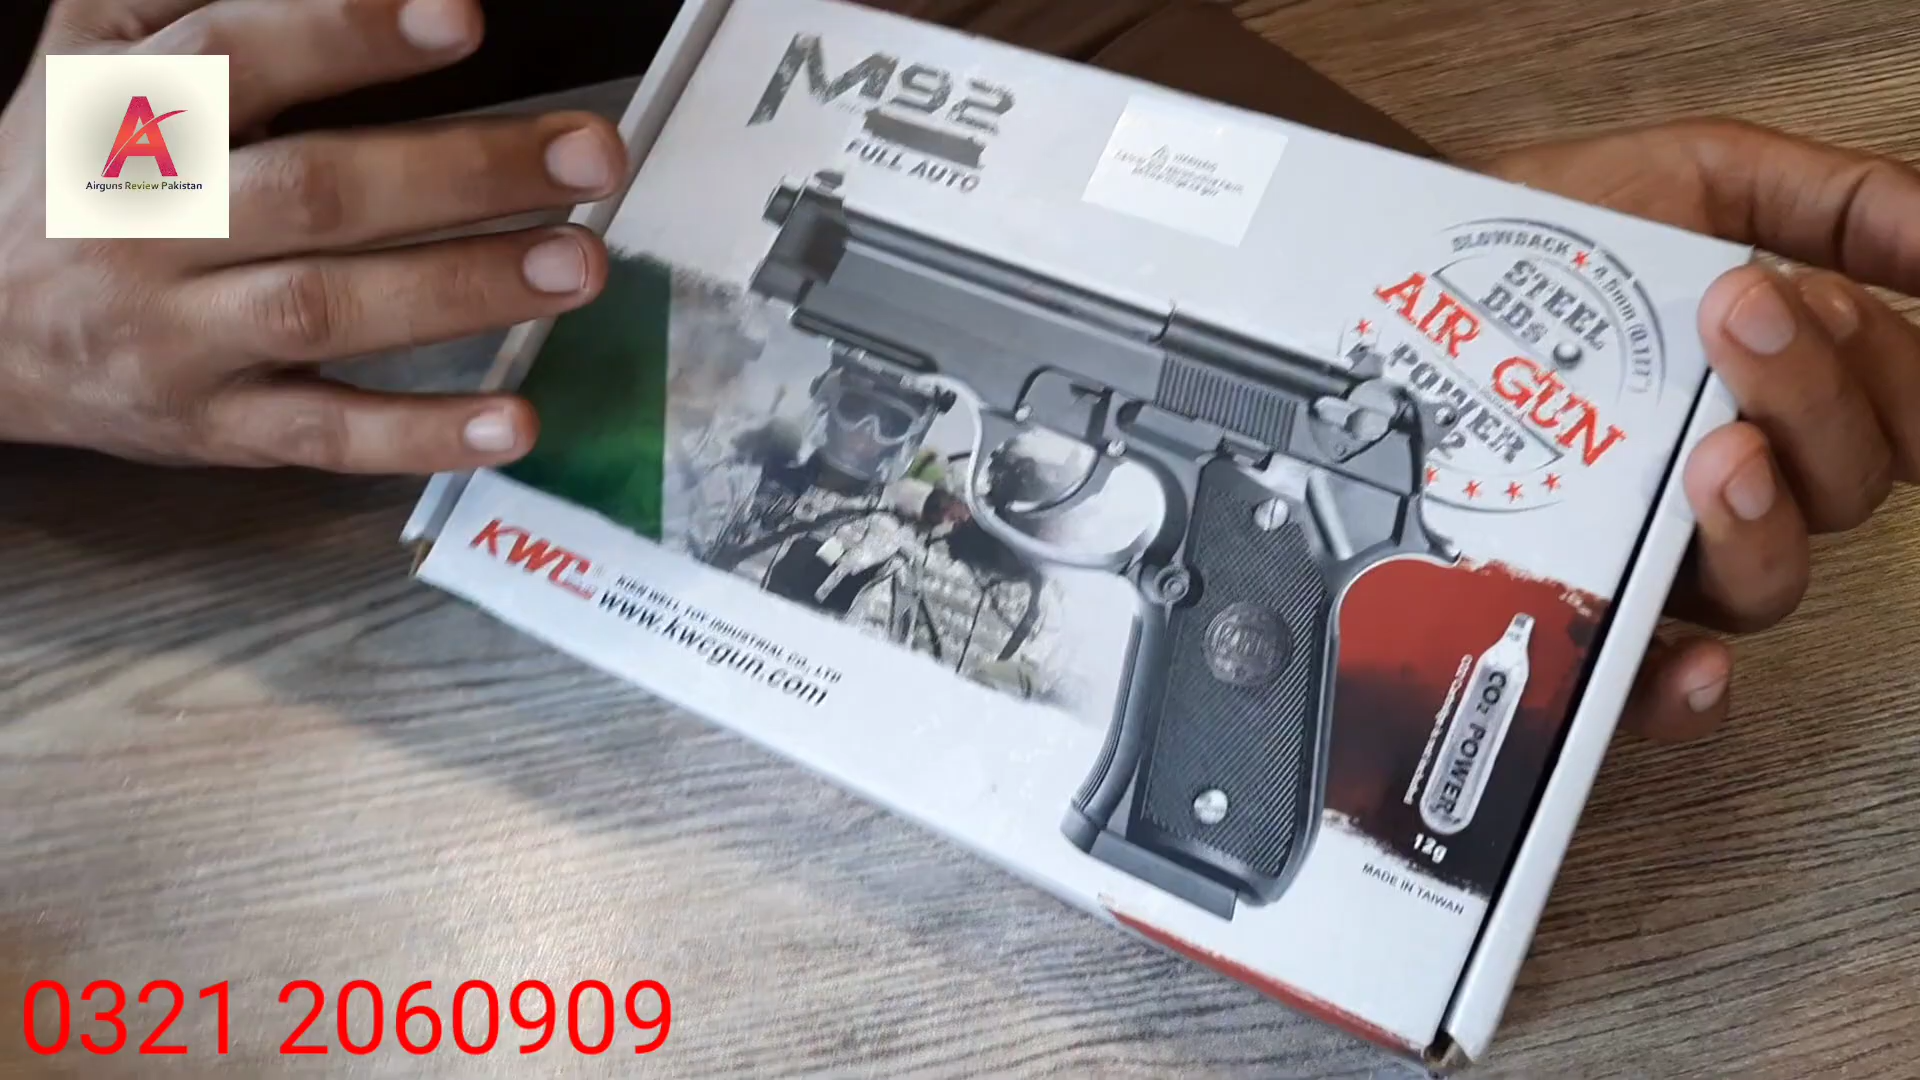 A
Airguns Review Pakistan
M92
FULL AUTO
BLOWBACK ★ 4.5mm (0.177")
STEEL
BBs
AIR GUN
POWER
KWC
KIEN WELL TOY INDUSTRIAL CO., LTD
www.kwcgun.com
CO2 POWER
12g
MADE IN TAIWAN
0321 2060909